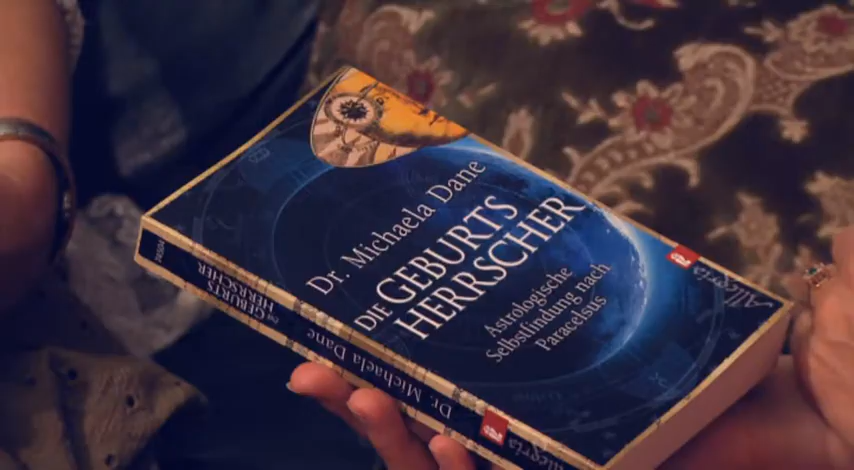 Dr. Michaela Dane
DIE GEBURTS
HERRSCHER
Astrologische
Selbstfindung nach
Paracelsus
Allegria
DIE GEBURTS
HERRSCHER
Dr. Michaela Dane
Allegria